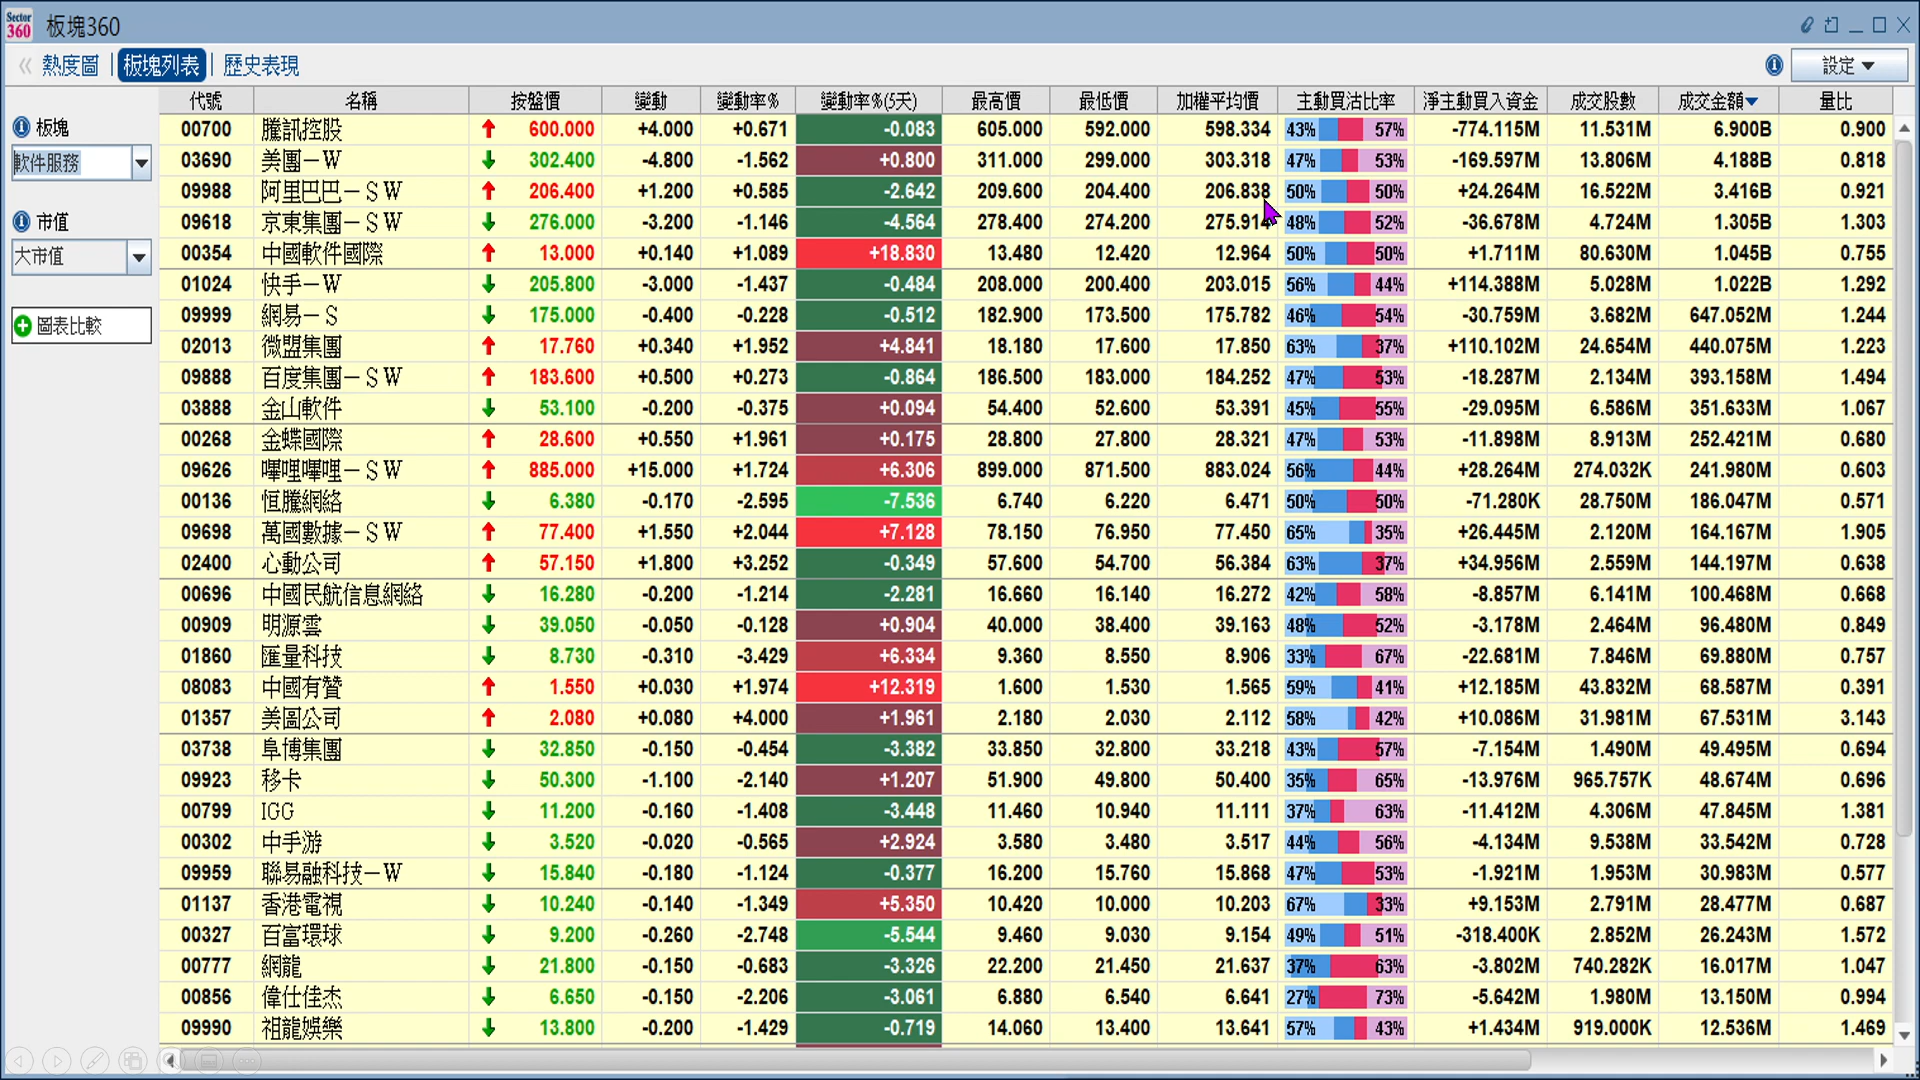 Sector 360 板塊360
熱度圖 板塊列表 歷史表現 設定
板塊
軟件服務
市值
大市值
圖表比較
代號 名稱 按盤價 變動 變動率% 變動率%(5天) 最高價 最低價 加權平均價 主動買沽比率 淨主動買入資金 成交股數 成交金額 量比
00700 騰訊控股 600.000 +4.000 +0.671 -0.083 605.000 592.000 598.334 43% 57% -774.115M 11.531M 6.900B 0.900
03690 美團－W 302.400 -4.800 -1.562 +0.800 311.000 299.000 303.318 47% 53% -169.597M 13.806M 4.188B 0.818
09988 阿里巴巴－ＳＷ 206.400 +1.200 +0.585 -2.642 209.600 204.400 206.838 50% 50% +24.264M 16.522M 3.416B 0.921
09618 京東集團－ＳＷ 276.000 -3.200 -1.146 -4.564 278.400 274.200 275.914 48% 52% -36.678M 4.724M 1.305B 1.303
00354 中國軟件國際 13.000 +0.140 +1.089 +18.830 13.480 12.420 12.964 50% 50% +1.711M 80.630M 1.045B 0.755
01024 快手－W 205.800 -3.000 -1.437 -0.484 208.000 200.400 203.015 56% 44% +114.388M 5.028M 1.022B 1.292
09999 網易－Ｓ 175.000 -0.400 -0.228 -0.512 182.900 173.500 175.782 46% 54% -30.759M 3.682M 647.052M 1.244
02013 微盟集團 17.760 +0.340 +1.952 +4.841 18.180 17.600 17.850 63% 37% +110.102M 24.654M 440.075M 1.223
09888 百度集團－ＳＷ 183.600 +0.500 +0.273 -0.864 186.500 183.000 184.252 47% 53% -18.287M 2.134M 393.158M 1.494
03888 金山軟件 53.100 -0.200 -0.375 +0.094 54.400 52.600 53.391 45% 55% -29.095M 6.586M 351.633M 1.067
00268 金蝶國際 28.600 +0.550 +1.961 +0.175 28.800 27.800 28.321 47% 53% -11.898M 8.913M 252.421M 0.680
09626 嗶哩嗶哩－ＳＷ 885.000 +15.000 +1.724 +6.306 899.000 871.500 883.024 56% 44% +28.264M 274.032K 241.980M 0.603
00136 恒騰網絡 6.380 -0.170 -2.595 -7.536 6.740 6.220 6.471 50% 50% -71.280K 28.750M 186.047M 0.571
09698 萬國數據－ＳＷ 77.400 +1.550 +2.044 +7.128 78.150 76.950 77.450 65% 35% +26.445M 2.120M 164.167M 1.905
02400 心動公司 57.150 +1.800 +3.252 -0.349 57.600 54.700 56.384 63% 37% +34.956M 2.559M 144.197M 0.638
00696 中國民航信息網絡 16.280 -0.200 -1.214 -2.281 16.660 16.140 16.272 42% 58% -8.857M 6.141M 100.468M 0.668
00909 明源雲 39.050 -0.050 -0.128 +0.904 40.000 38.400 39.163 48% 52% -3.178M 2.464M 96.480M 0.849
01860 匯量科技 8.730 -0.310 -3.429 +6.334 9.360 8.550 8.906 33% 67% -22.681M 7.846M 69.880M 0.757
08083 中國有贊 1.550 +0.030 +1.974 +12.319 1.600 1.530 1.565 59% 41% +12.185M 43.832M 68.587M 0.391
01357 美圖公司 2.080 +0.080 +4.000 +1.961 2.180 2.030 2.112 58% 42% +10.086M 31.981M 67.531M 3.143
03738 阜博集團 32.850 -0.150 -0.454 -3.382 33.850 32.800 33.218 43% 57% -7.154M 1.490M 49.495M 0.694
09923 移卡 50.300 -1.100 -2.140 +1.207 51.900 49.800 50.400 35% 65% -13.976M 965.757K 48.674M 0.696
00799 IGG 11.200 -0.160 -1.408 -3.448 11.460 10.940 11.111 37% 63% -11.412M 4.306M 47.845M 1.381
00302 中手游 3.520 -0.020 -0.565 +2.924 3.580 3.480 3.517 44% 56% -4.134M 9.538M 33.542M 0.728
09959 聯易融科技－W 15.840 -0.180 -1.124 -0.377 16.200 15.760 15.868 47% 53% -1.921M 1.953M 30.983M 0.577
01137 香港電視 10.240 -0.140 -1.349 +5.350 10.420 10.000 10.203 67% 33% +9.153M 2.791M 28.477M 0.687
00327 百富環球 9.200 -0.260 -2.748 -5.544 9.460 9.030 9.154 49% 51% -318.400K 2.852M 26.243M 1.572
00777 網龍 21.800 -0.150 -0.683 -3.326 22.200 21.450 21.637 37% 63% -3.802M 740.282K 16.017M 1.047
00856 偉仕佳杰 6.650 -0.150 -2.206 -3.061 6.880 6.540 6.641 27% 73% -5.642M 1.980M 13.150M 0.994
09990 祖龍娛樂 13.800 -0.200 -1.429 -0.719 14.060 13.400 13.641 57% 43% +1.434M 919.000K 12.536M 1.469